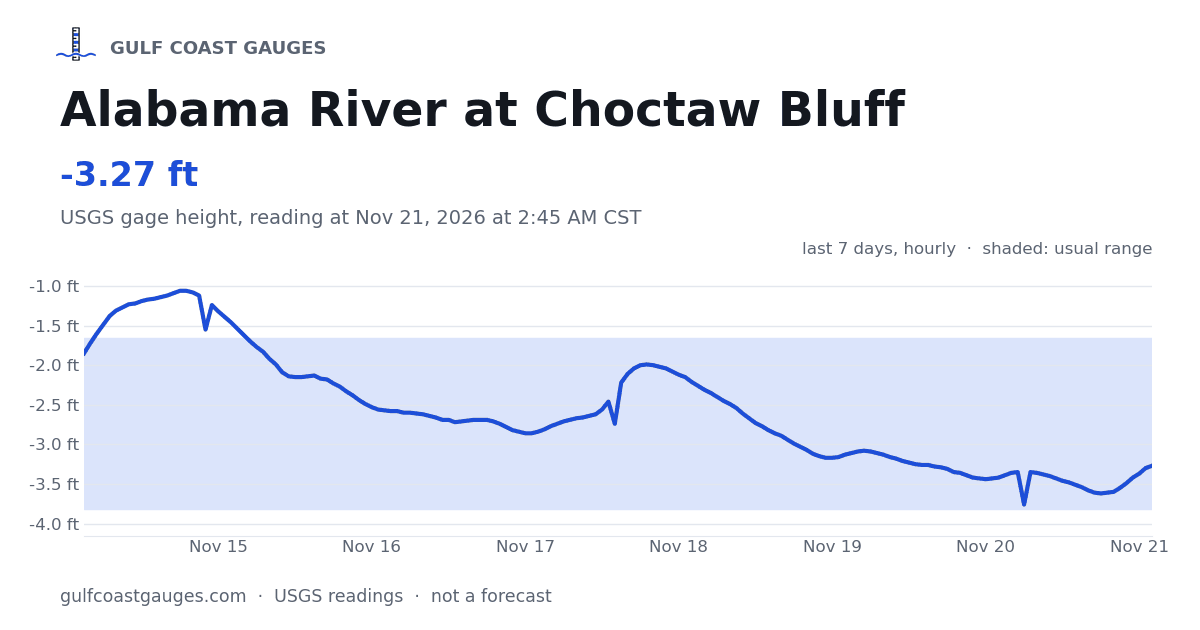 GULF COAST GAUGES
Alabama River at Choctaw Bluff
-3.27 ft
USGS gage height, reading at Nov 21, 2026 at 2:45 AM CST
last 7 days, hourly · shaded: usual range
-1.0 ft
-1.5 ft
-2.0 ft
-2.5 ft
-3.0 ft
-3.5 ft
-4.0 ft
Nov 15 Nov 16 Nov 17 Nov 18 Nov 19 Nov 20 Nov 21
gulfcoastgauges.com · USGS readings · not a forecast